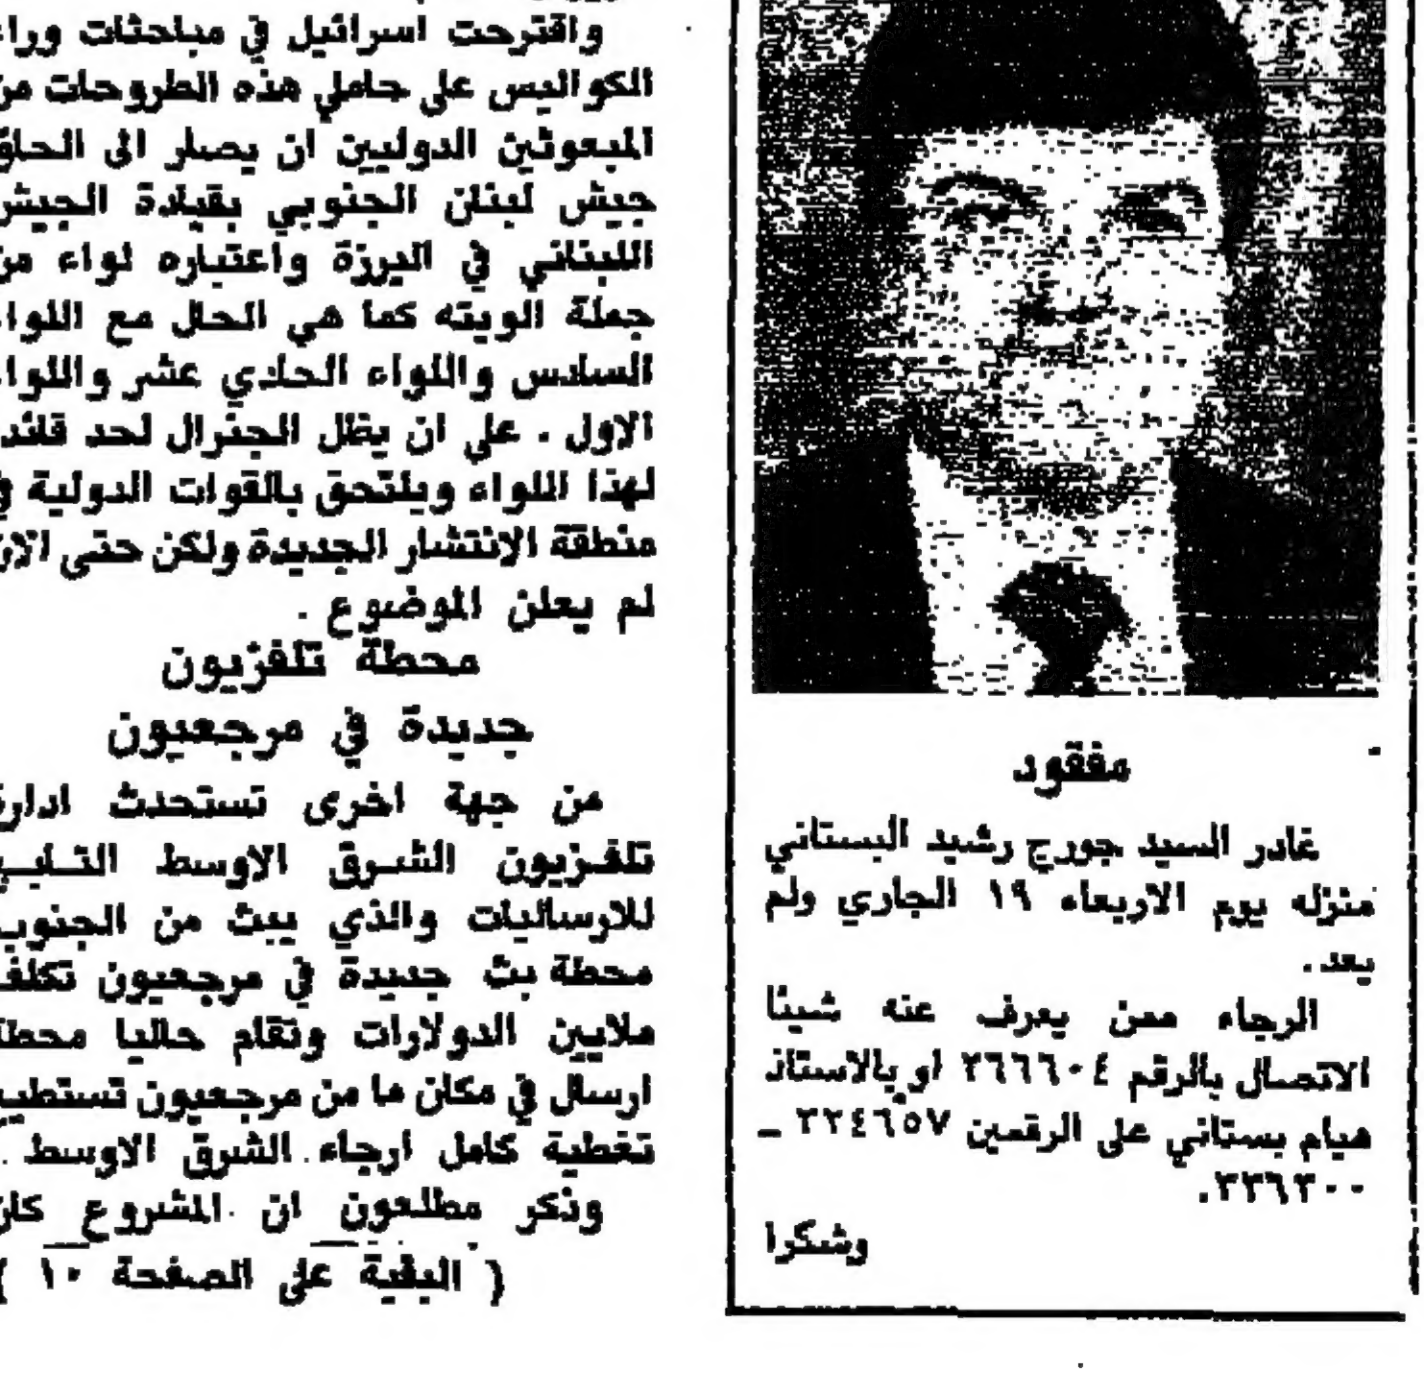 واقترحت اسرائيل في مباحثات وراء
الكواليس على حاملي هذه الطروحات من
المبعوثين الدوليين ان يصار الى الحاق
جيش لبنان الجنوبي بقيادة الجيش
اللبناني في اليرزة واعتباره لواء من
جملة الويته كما هي الحال مع اللواء
السادس واللواء الحادي عشر واللواء
الاول . على ان يظل الجنرال لحد قائد
لهذا اللواء ويلتحق بالقوات الدولية في
منطقة الانتشار الجديدة ولكن حتى الان
لم يعلن الموضوع .
محطة تلفزيون
جديدة في مرجعيون
من جهة اخرى تستحدث ادارة
تلفزيون الشرق الاوسط التابع
للارساليات والذي يبث من الجنوب
محطة بث جديدة في مرجعيون تكلف
ملايين الدولارات وتقام حاليا محطة
ارسال في مكان ما من مرجعيون تستطيع
تغطية كامل ارجاء الشرق الاوسط .
وذكر مطلعون ان المشروع كان
( البقية على الصفحة ١٠ )
مفقود
غادر السيد جورج رشيد البستاني
منزله يوم الاربعاء ١٩ الجاري ولم
يعد .
الرجاء ممن يعرف عنه شيئا
الاتصال بالرقم ٢٦٦٦٠٤ او بالاستاذ
هيام بستاني على الرقمين ٢٢٤٦٥٧ -
وشكرا